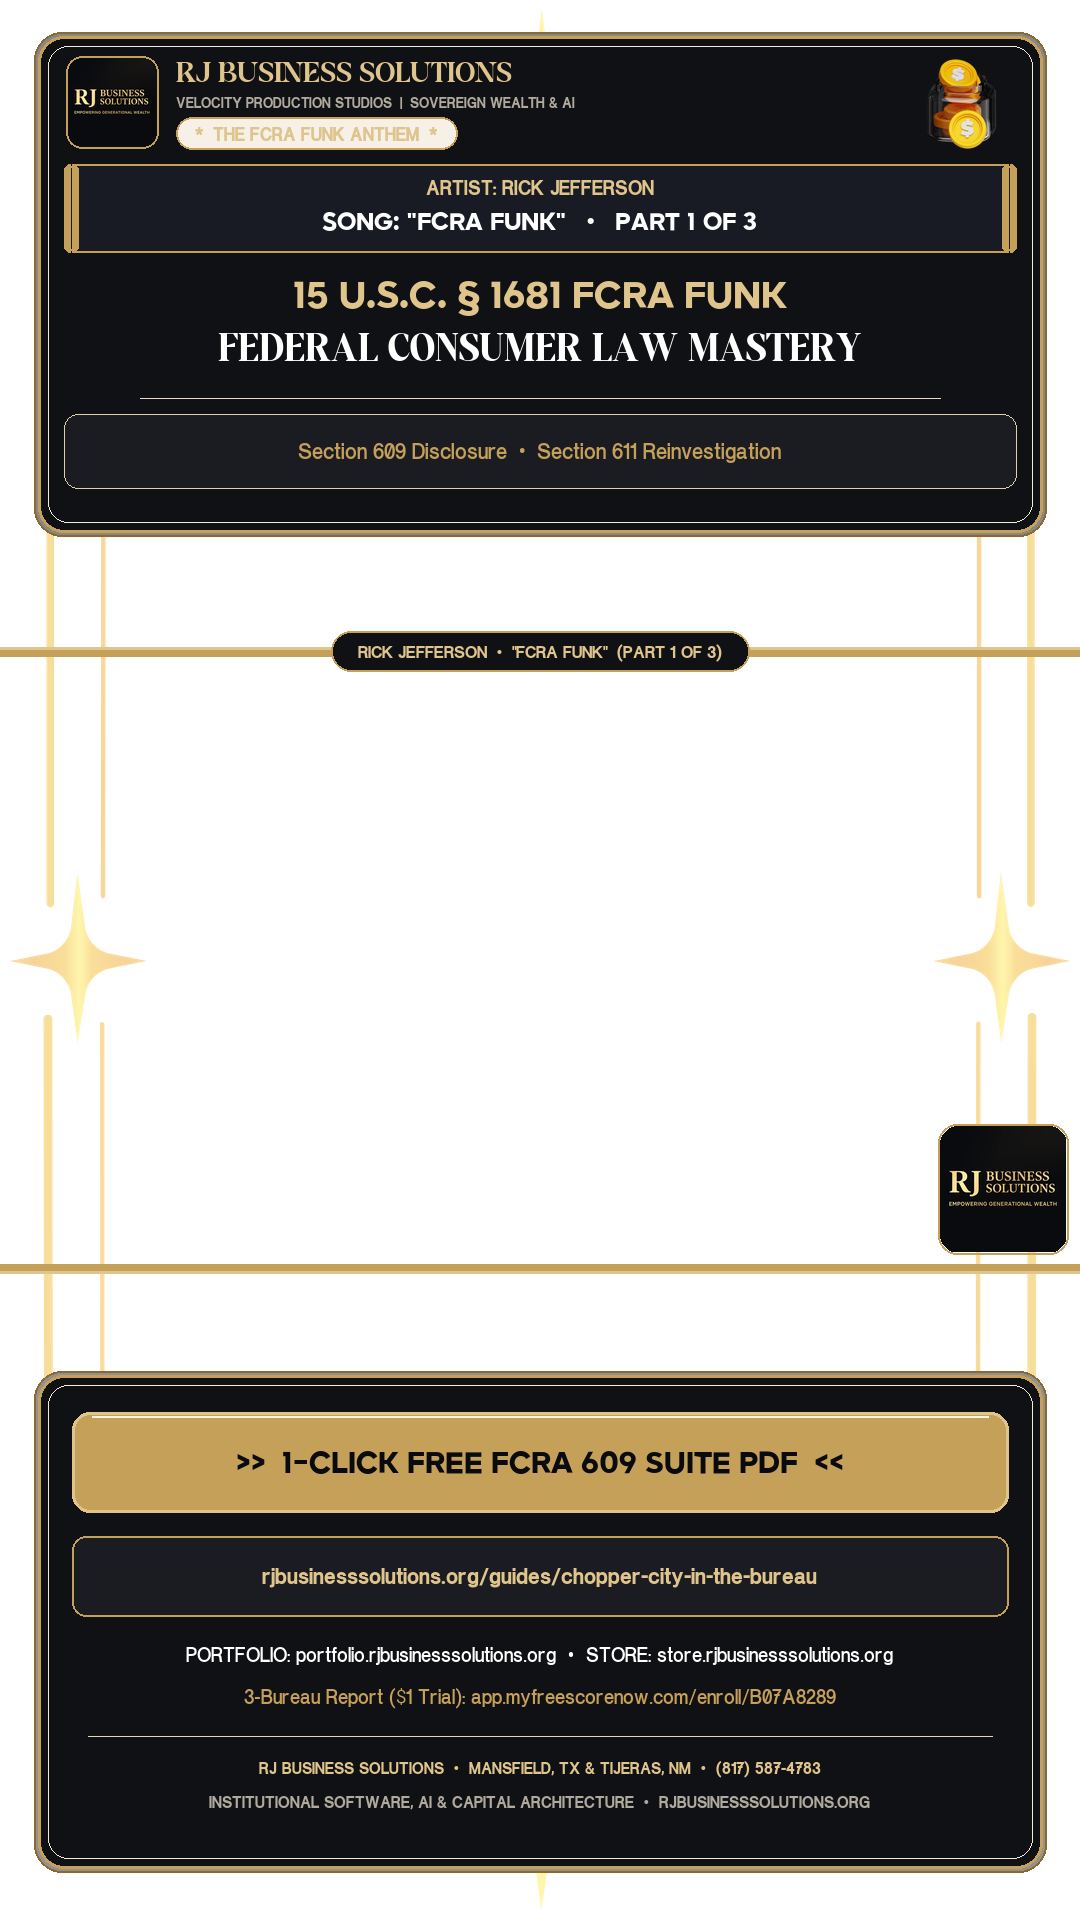 RJ BUSINESS SOLUTIONS
EMPOWERING GENERATIONAL WEALTH
RJ BUSINESS SOLUTIONS
VELOCITY PRODUCTION STUDIOS | SOVEREIGN WEALTH & AI
* THE FCRA FUNK ANTHEM *
ARTIST: RICK JEFFERSON
SONG: "FCRA FUNK" • PART 1 OF 3
15 U.S.C. § 1681 FCRA FUNK
FEDERAL CONSUMER LAW MASTERY
Section 609 Disclosure • Section 611 Reinvestigation
RICK JEFFERSON • "FCRA FUNK" (PART 1 OF 3)
RJ BUSINESS SOLUTIONS
EMPOWERING GENERATIONAL WEALTH
>> 1-CLICK FREE FCRA 609 SUITE PDF <<
rjbusinesssolutions.org/guides/chopper-city-in-the-bureau
PORTFOLIO: portfolio.rjbusinesssolutions.org • STORE: store.rjbusinesssolutions.org
3-Bureau Report ($1 Trial): app.myfreescorenow.com/enroll/B07A8289
RJ BUSINESS SOLUTIONS • MANSFIELD, TX & TIJERAS, NM • (817) 587-4783
INSTITUTIONAL SOFTWARE, AI & CAPITAL ARCHITECTURE • RJBUSINESSSOLUTIONS.ORG